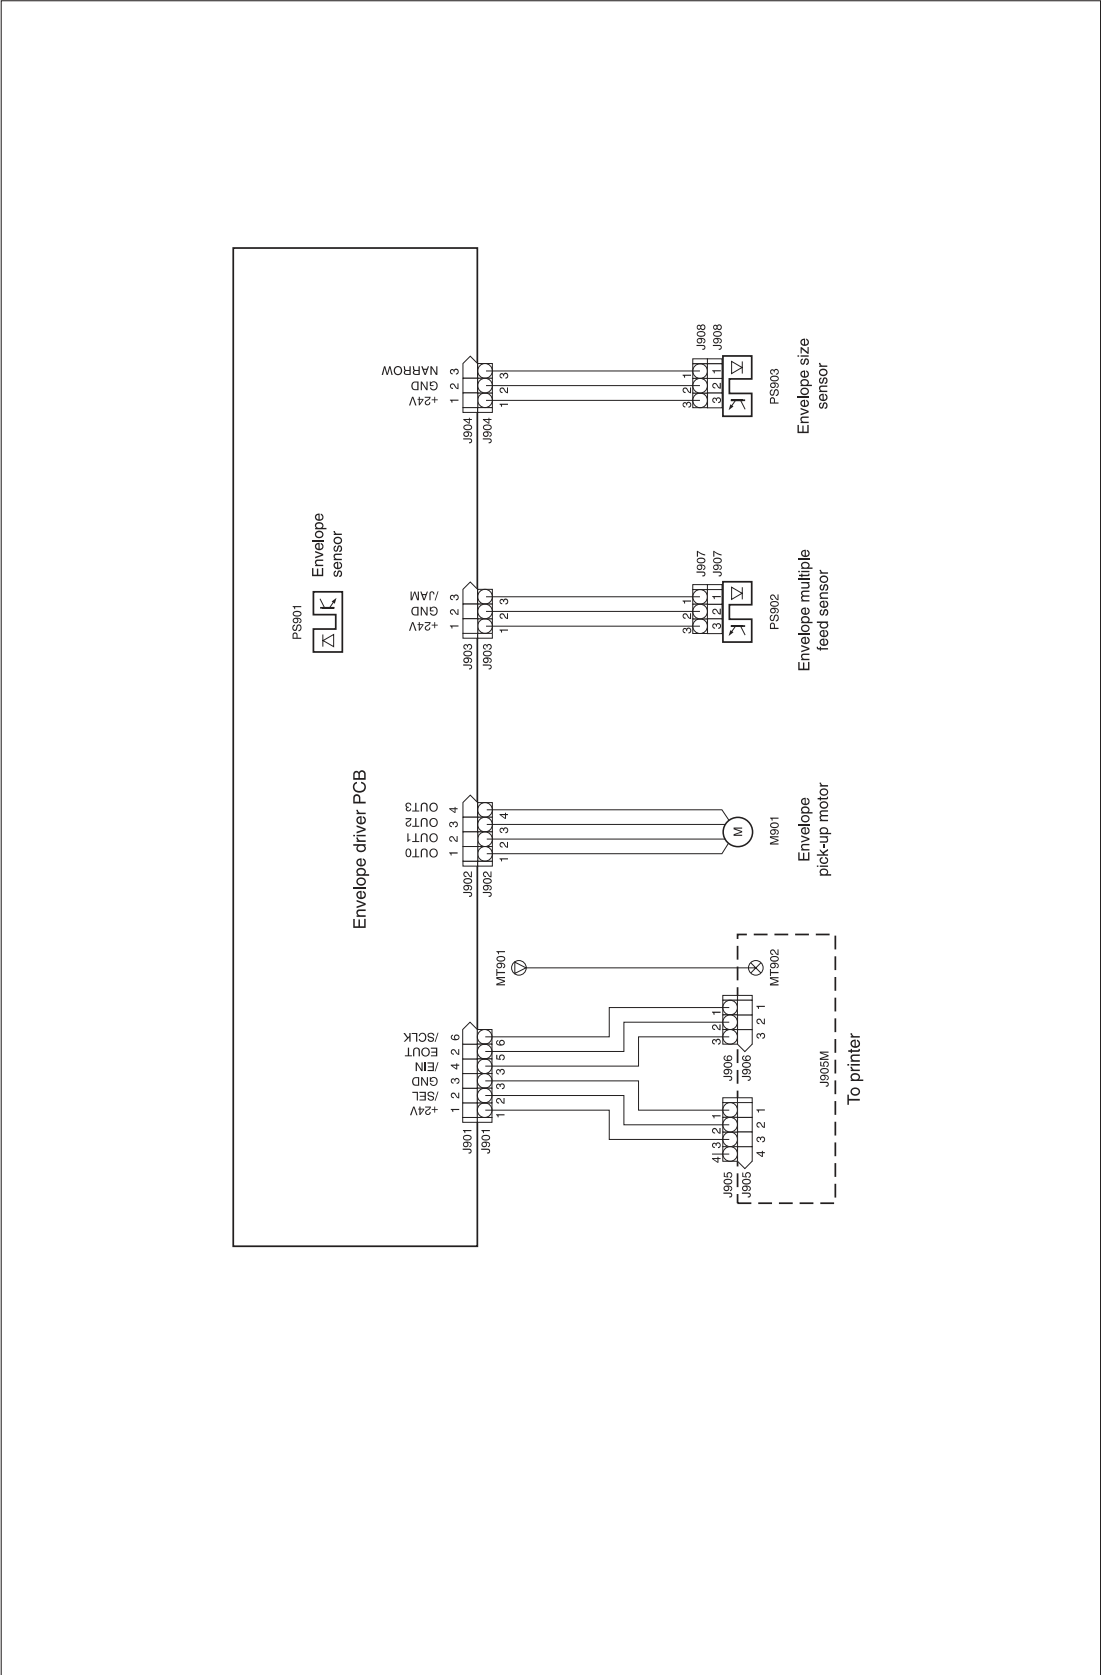 Envelope driver PCB
PS901
Envelope
sensor
+24V
/SEL
GND
/EIN
EOUT
/SCLK
1 2 3 4 2 6
J901
J901
1 2 3 3 5 6
OUT0
OUT1
OUT2
OUT3
1 2 3 4
J902
J902
1 2 3 4
+24V
GND
/JAM
1 2 3
J903
J903
1 2 3
+24V
GND
NARROW
1 2 3
J904
J904
1 2 3
MT901
MT902
4 3 2 1
J905
J905
4 3 2 1
3 2 1
J906
J906
3 2 1
J905M
To printer
M
M901
Envelope
pick-up motor
3 2 1
J907
J907
3 2 1
PS902
Envelope multiple
feed sensor
3 2 1
J908
J908
3 2 1
PS903
Envelope size
sensor